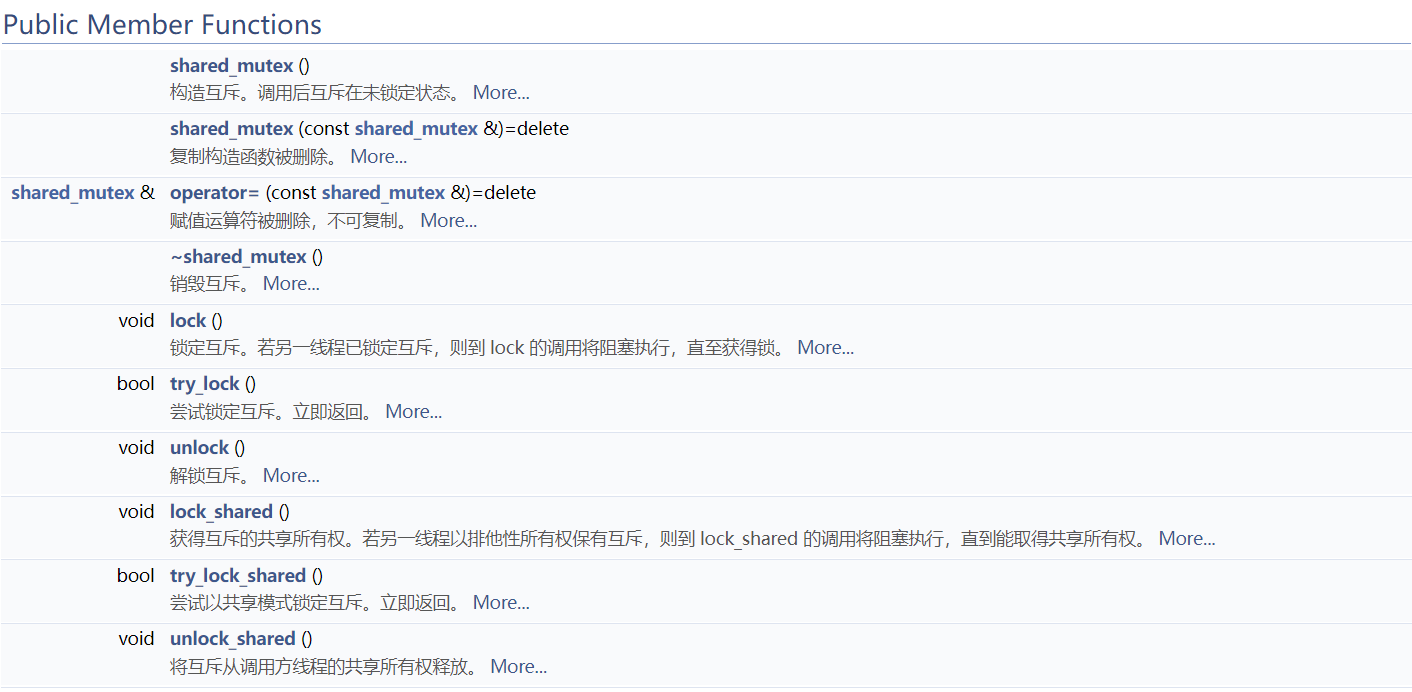 Public Member Functions
shared_mutex ()
构造互斥。调用后互斥在未锁定状态。 More...
shared_mutex (const shared_mutex &)=delete
复制构造函数被删除。 More...
shared_mutex & operator= (const shared_mutex &)=delete
赋值运算符被删除，不可复制。 More...
~shared_mutex ()
销毁互斥。 More...
void lock ()
锁定互斥。若另一线程已锁定互斥，则到 lock 的调用将阻塞执行，直至获得锁。 More...
bool try_lock ()
尝试锁定互斥。立即返回。 More...
void unlock ()
解锁互斥。 More...
void lock_shared ()
获得互斥的共享所有权。若另一线程以排他性所有权保有互斥，则到 lock_shared 的调用将阻塞执行，直到能取得共享所有权。 More...
bool try_lock_shared ()
尝试以共享模式锁定互斥。立即返回。 More...
void unlock_shared ()
将互斥从调用方线程的共享所有权释放。 More...